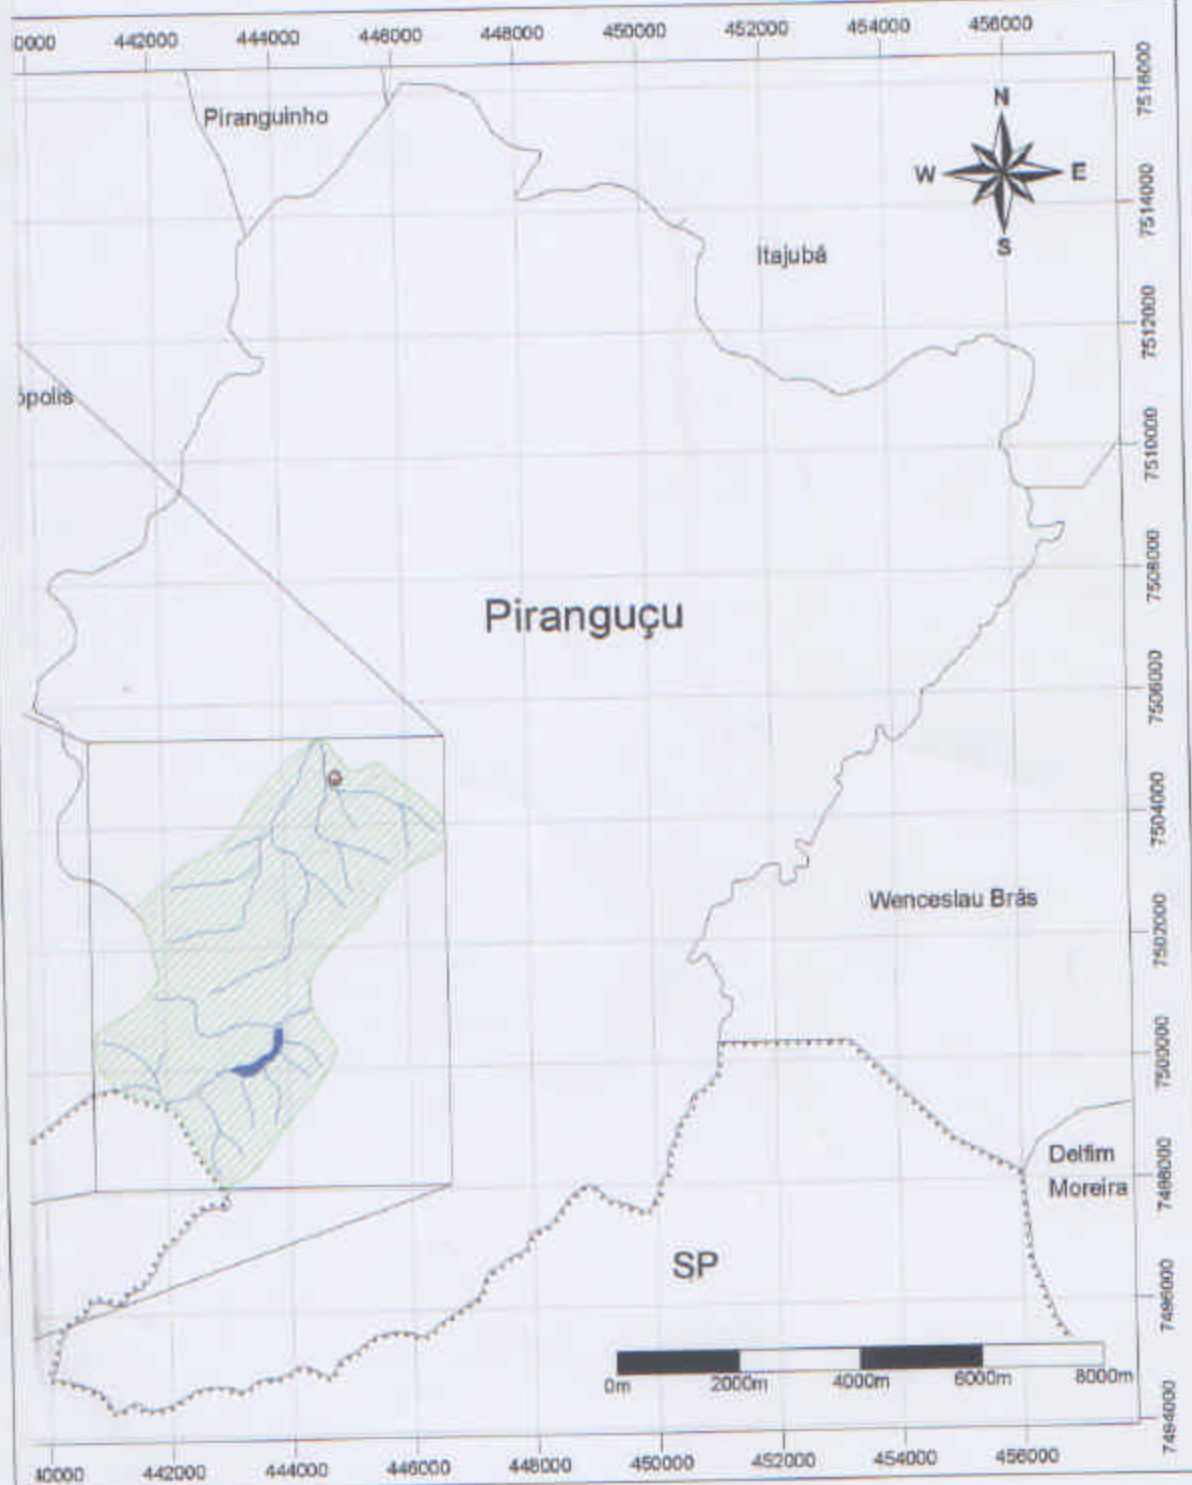 0000 442000 444000 446000 448000 450000 452000 454000 456000
7516000
Piranguinho
N
W E
S
7514000
Itajubá
7512000
ópolis
7510000
7508000
Piranguçu
7506000
7504000
Wenceslau Brás
7502000
7500000
Delfim
Moreira
7498000
SP
7496000
0m 2000m 4000m 6000m 8000m
7494000
40000 442000 444000 446000 448000 450000 452000 454000 456000